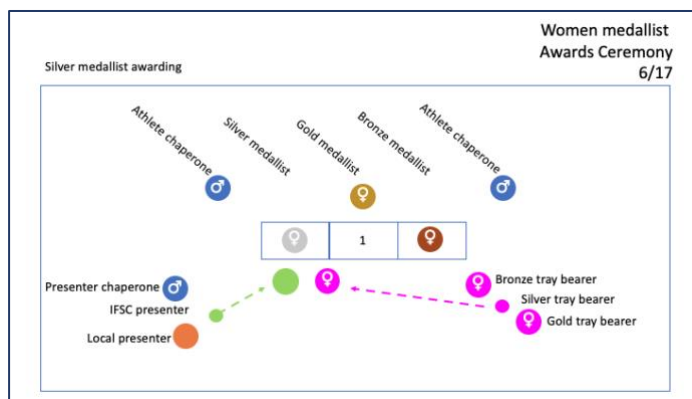 Women medallist
Awards Ceremony
6/17
Silver medallist awarding
Athlete chaperone
Silver medallist
Gold medallist
Bronze medallist
Athlete chaperone
1
Presenter chaperone
IFSC presenter
Local presenter
Bronze tray bearer
Silver tray bearer
Gold tray bearer